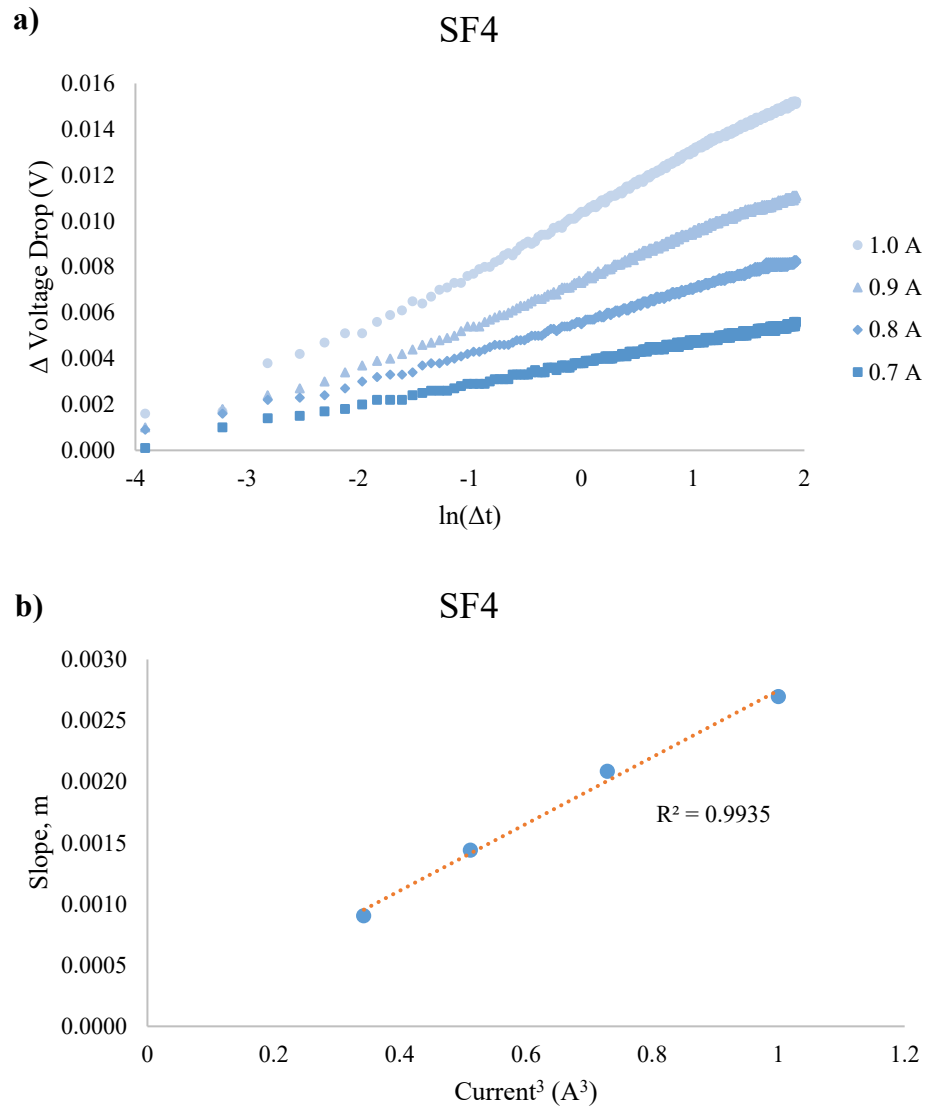 a)
SF4
0.016
0.014
0.012
0.010
0.008
0.006
0.004
0.002
0.000
Δ Voltage Drop (V)
-4 -3 -2 -1 0 1 2
ln(Δt)
1.0 A
0.9 A
0.8 A
0.7 A
b)
SF4
0.0030
0.0025
0.0020
0.0015
0.0010
0.0005
0.0000
Slope, m
R² = 0.9935
0 0.2 0.4 0.6 0.8 1 1.2
Current³ (A³)